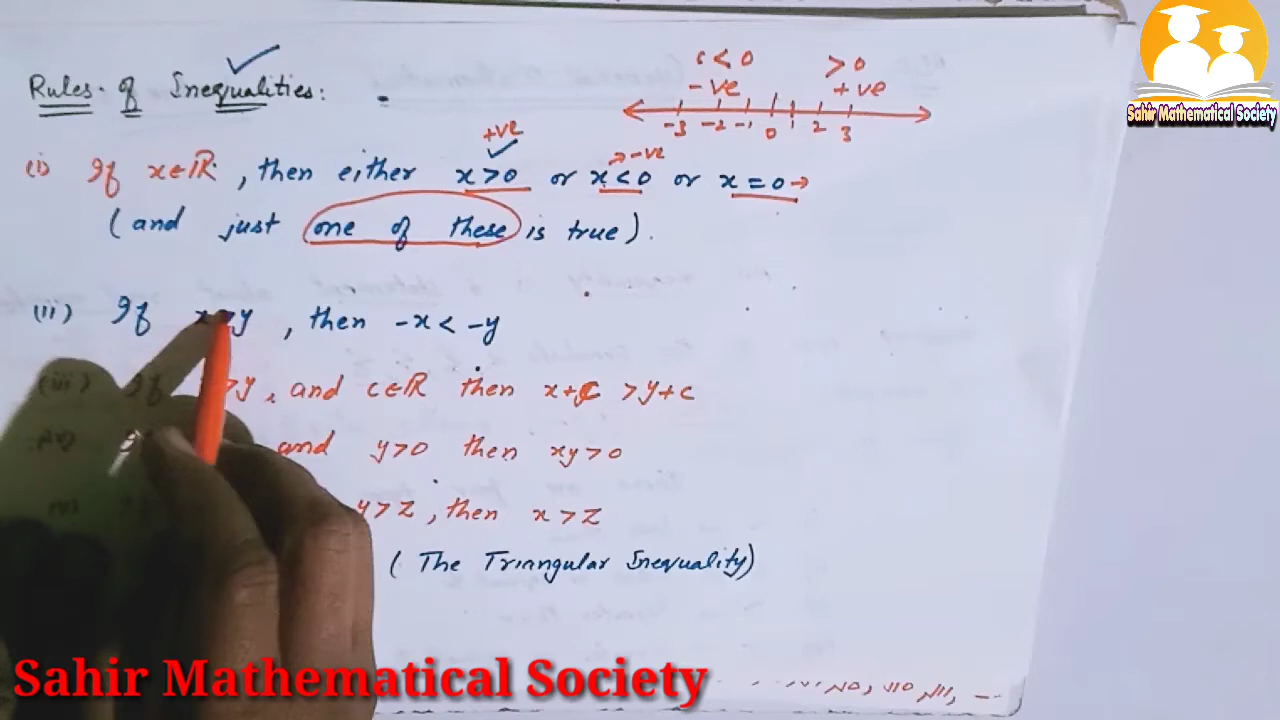 Rules of Inequalities:
c < 0 > 0
-ve +ve
-3 -2 -1 0 1 2 3
+ve -ve
(i) If x∈ℝ, then either x>0 or x<0 or x=0→
(and just one of these is true).
(ii) If x>y, then -x < -y
(iii) If >y, and c∈ℝ then x+c >y+c
and y>0 then xy>0
y>z, then x>z
(The Triangular Inequality)
Sahir Mathematical Society
Sahir Mathematical Society